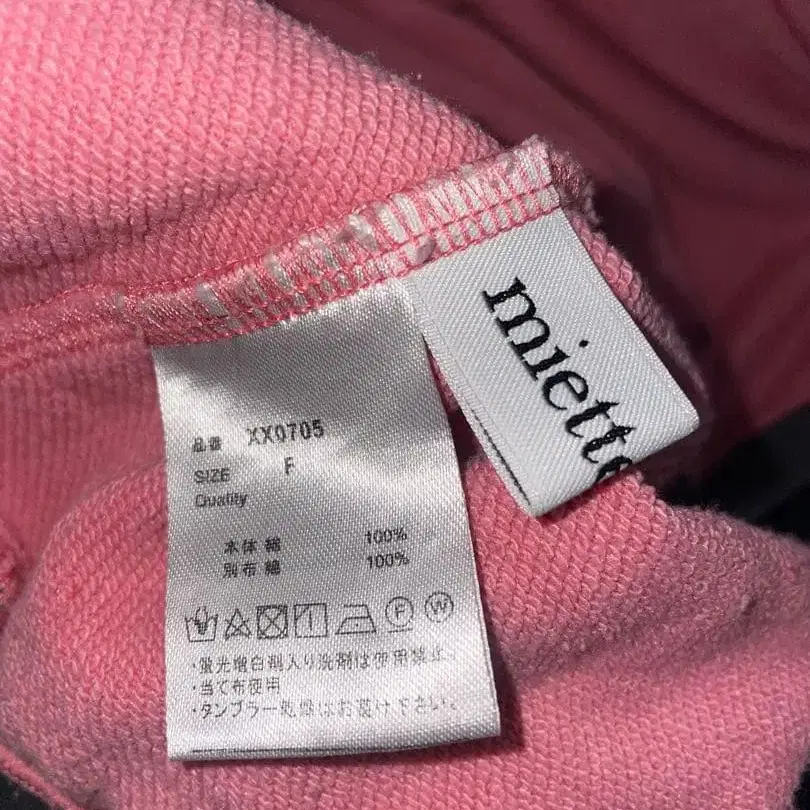 miette
品番 XX0705
SIZE F
Quality
本体 綿 100%
別布 綿 100%
F W
・蛍光増白剤入り洗剤は使用禁止。
・当て布使用
・タンブラー乾燥はお避け下さい。